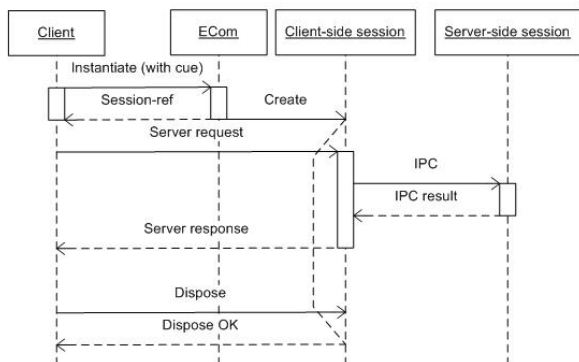 Client
ECom
Client-side session
Server-side session
Instantiate (with cue)
Session-ref
Create
Server request
IPC
IPC result
Server response
Dispose
Dispose OK